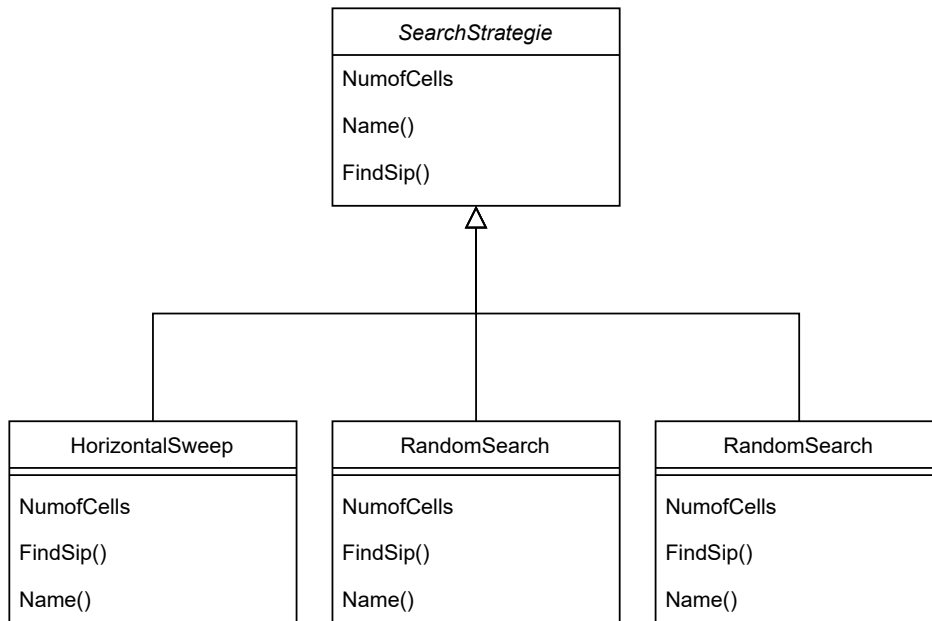 SearchStrategie
NumofCells
Name()
FindSip()
HorizontalSweep
NumofCells
FindSip()
Name()
RandomSearch
NumofCells
FindSip()
Name()
RandomSearch
NumofCells
FindSip()
Name()